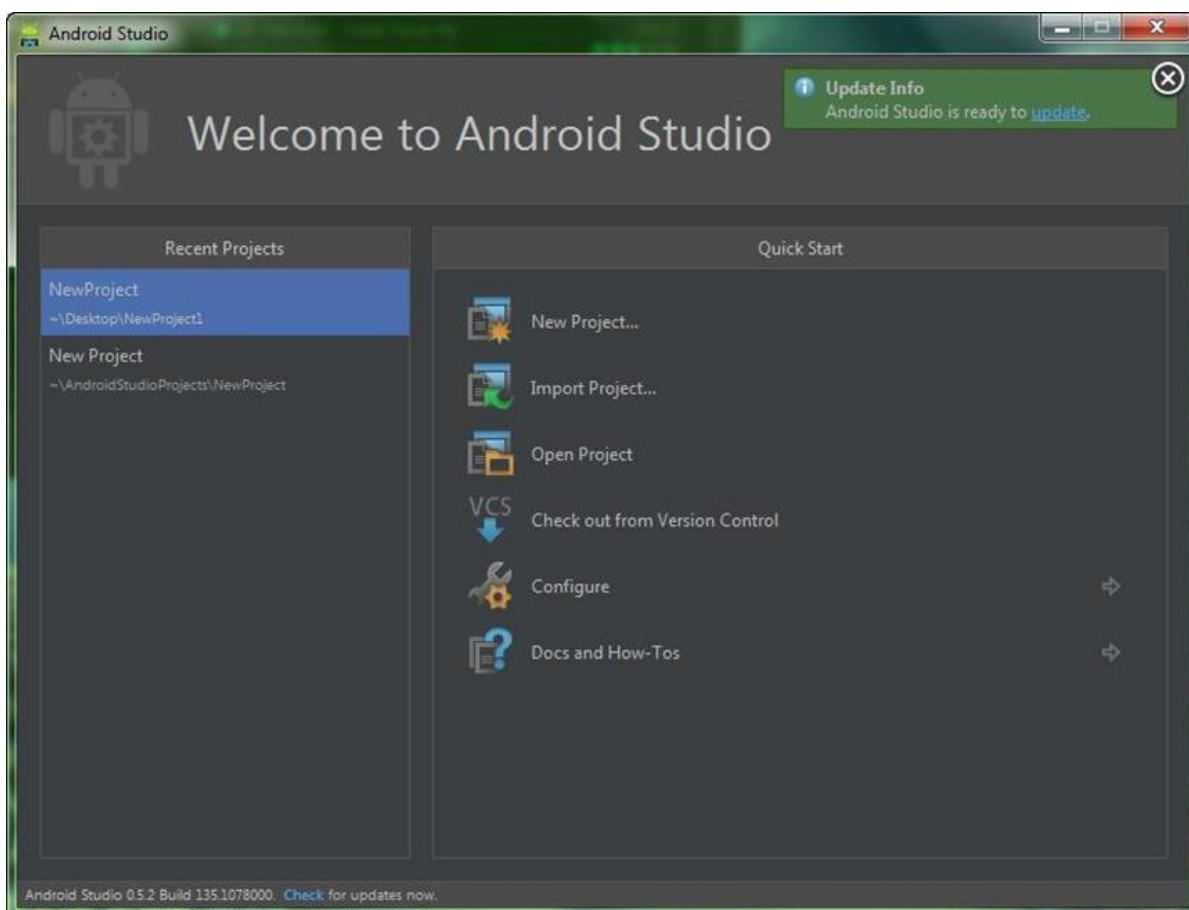 Android Studio
Welcome to Android Studio
Update Info
Android Studio is ready to update.
Recent Projects
NewProject
~\Desktop\NewProject1
New Project
~\AndroidStudioProjects\NewProject
Quick Start
New Project...
Import Project...
Open Project
VCS
Check out from Version Control
Configure
Docs and How-Tos
Android Studio 0.5.2 Build 135.1078000. Check for updates now.